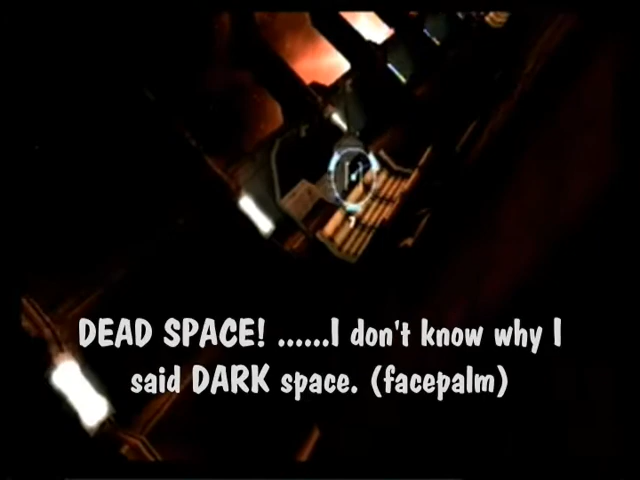 DEAD SPACE! ......I don't know why I
said DARK space. (facepalm)